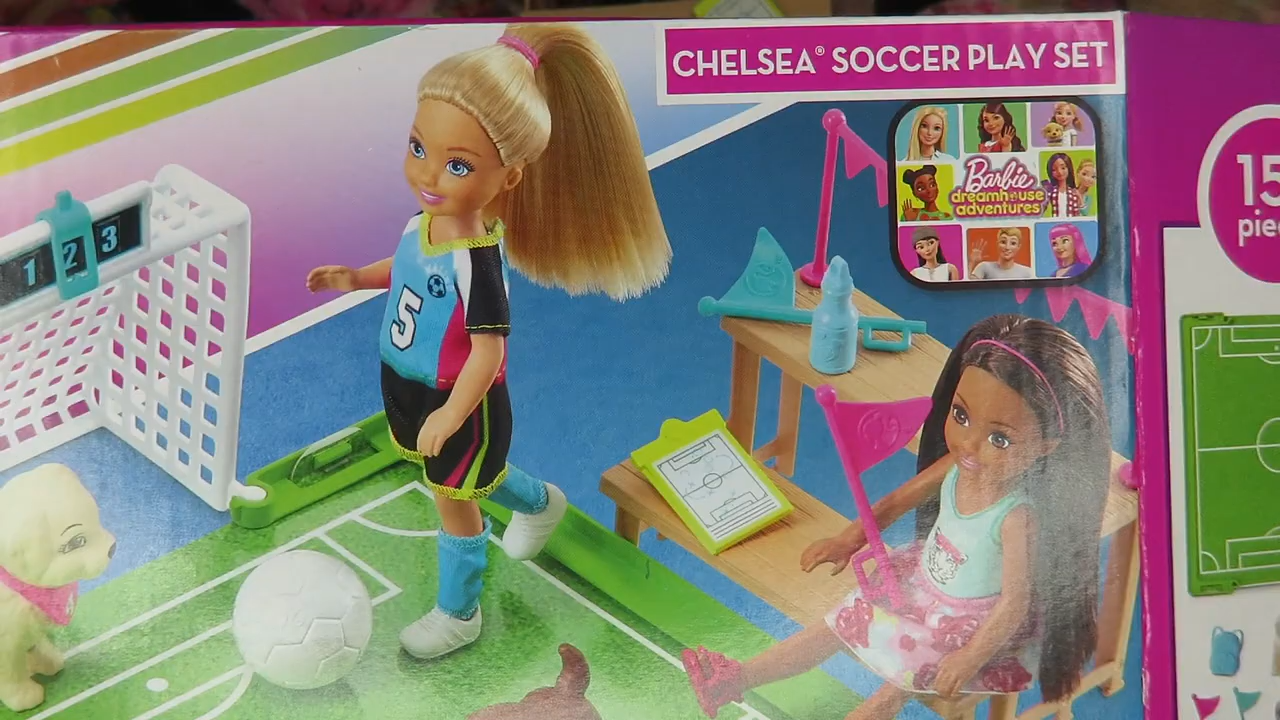 CHELSEA® SOCCER PLAY SET
Barbie
dreamhouse
adventures
1 2 3
5